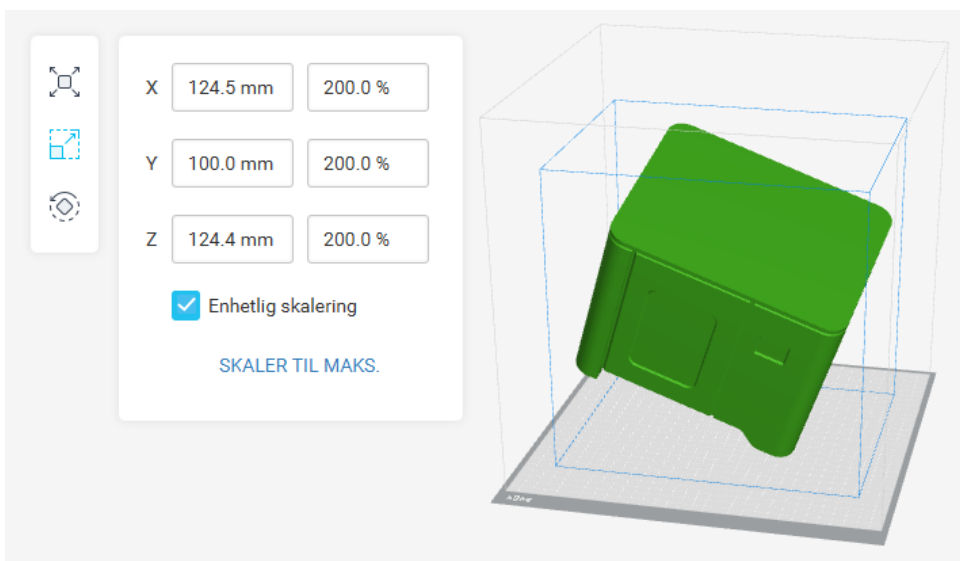 X 124.5 mm 200.0 %
Y 100.0 mm 200.0 %
Z 124.4 mm 200.0 %
Enhetlig skalering
SKALER TIL MAKS.